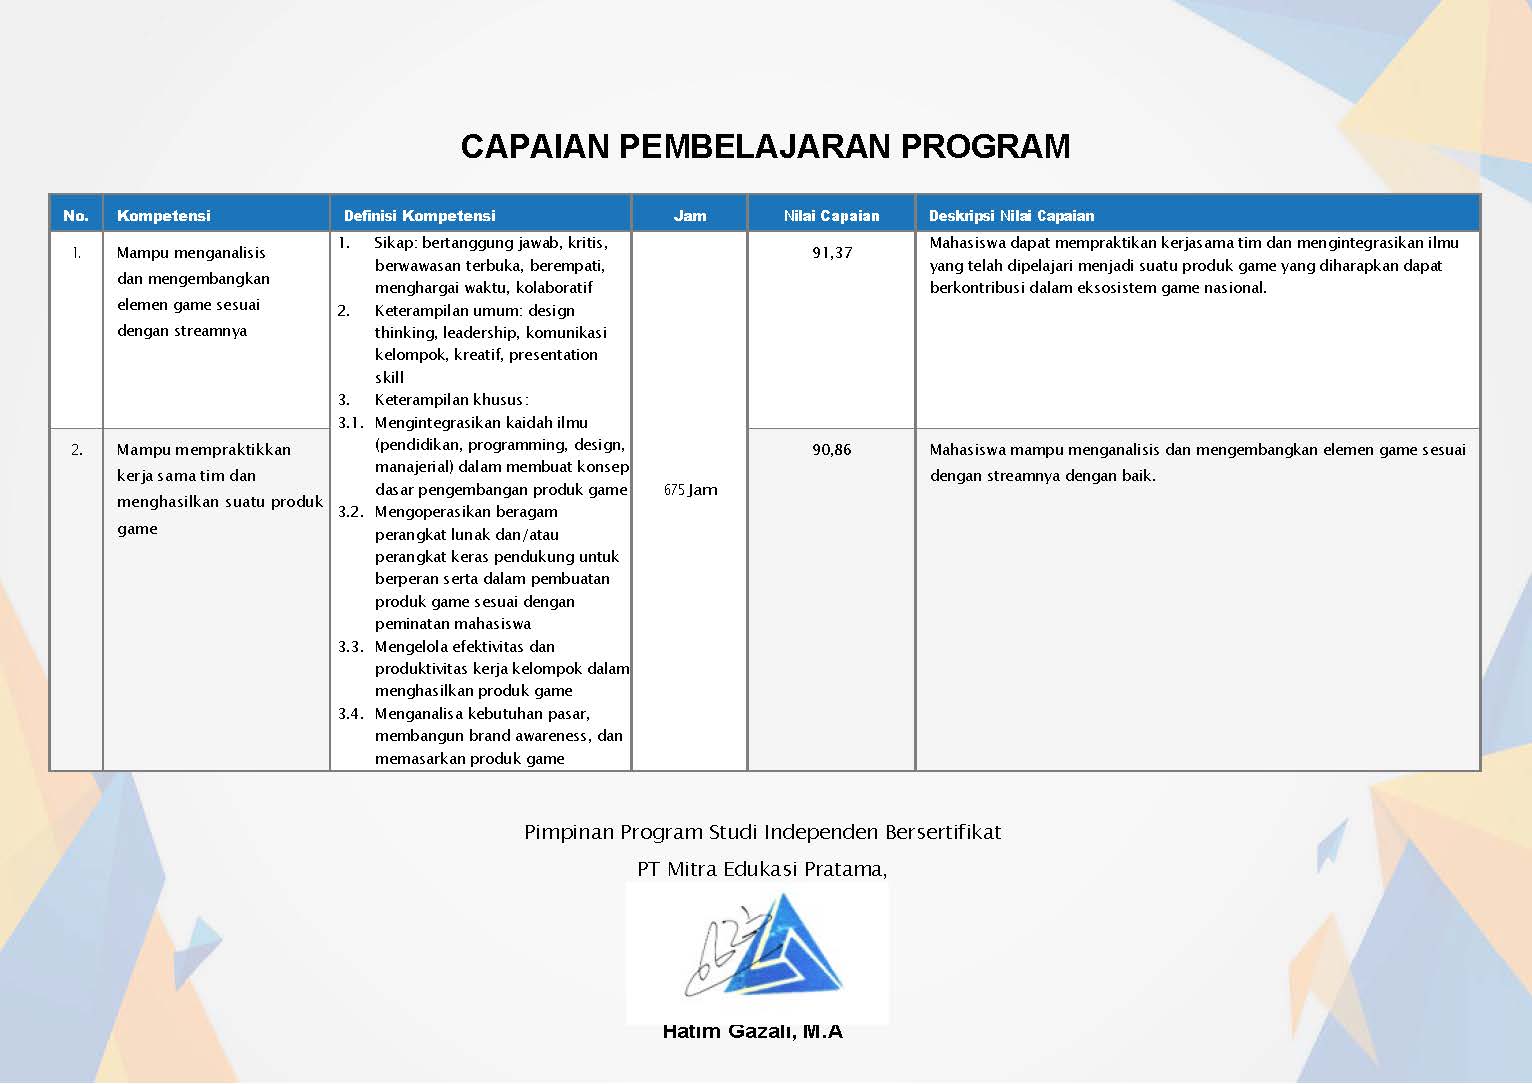 CAPAIAN PEMBELAJARAN PROGRAM
No.
Kompetensi
Definisi Kompetensi
Jam
Nilai Capaian
Deskripsi Nilai Capaian
1.
Mampu menganalisis
dan mengembangkan
elemen game sesuai
dengan streamnya
1. Sikap: bertanggung jawab, kritis,
berwawasan terbuka, berempati,
menghargai waktu, kolaboratif
2. Keterampilan umum: design
thinking, leadership, komunikasi
kelompok, kreatif, presentation
skill
3. Keterampilan khusus:
3.1. Mengintegrasikan kaidah ilmu
(pendidikan, programming, design,
manajerial) dalam membuat konsep
dasar pengembangan produk game
3.2. Mengoperasikan beragam
perangkat lunak dan/atau
perangkat keras pendukung untuk
berperan serta dalam pembuatan
produk game sesuai dengan
peminatan mahasiswa
3.3. Mengelola efektivitas dan
produktivitas kerja kelompok dalam
menghasilkan produk game
3.4. Menganalisa kebutuhan pasar,
membangun brand awareness, dan
memasarkan produk game
675 Jam
91,37
Mahasiswa dapat mempraktikan kerjasama tim dan mengintegrasikan ilmu
yang telah dipelajari menjadi suatu produk game yang diharapkan dapat
berkontribusi dalam eksosistem game nasional.
2.
Mampu mempraktikkan
kerja sama tim dan
menghasilkan suatu produk
game
90,86
Mahasiswa mampu menganalisis dan mengembangkan elemen game sesuai
dengan streamnya dengan baik.
Pimpinan Program Studi Independen Bersertifikat
PT Mitra Edukasi Pratama,
Hatim Gazali, M.A